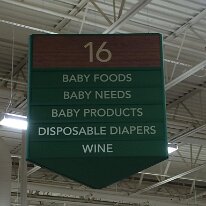 16
BABY FOODS
BABY NEEDS
BABY PRODUCTS
DISPOSABLE DIAPERS
WINE